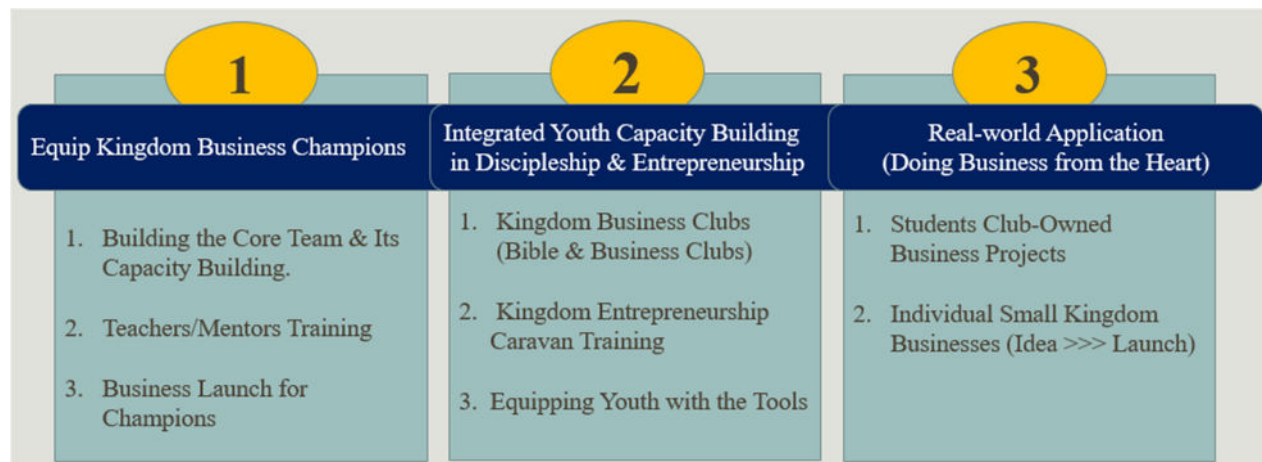 1
Equip Kingdom Business Champions
1. Building the Core Team & Its
Capacity Building.
2. Teachers/Mentors Training
3. Business Launch for
Champions
2
Integrated Youth Capacity Building
in Discipleship & Entrepreneurship
1. Kingdom Business Clubs
(Bible & Business Clubs)
2. Kingdom Entrepreneurship
Caravan Training
3. Equipping Youth with the Tools
3
Real-world Application
(Doing Business from the Heart)
1. Students Club-Owned
Business Projects
2. Individual Small Kingdom
Businesses (Idea >>> Launch)